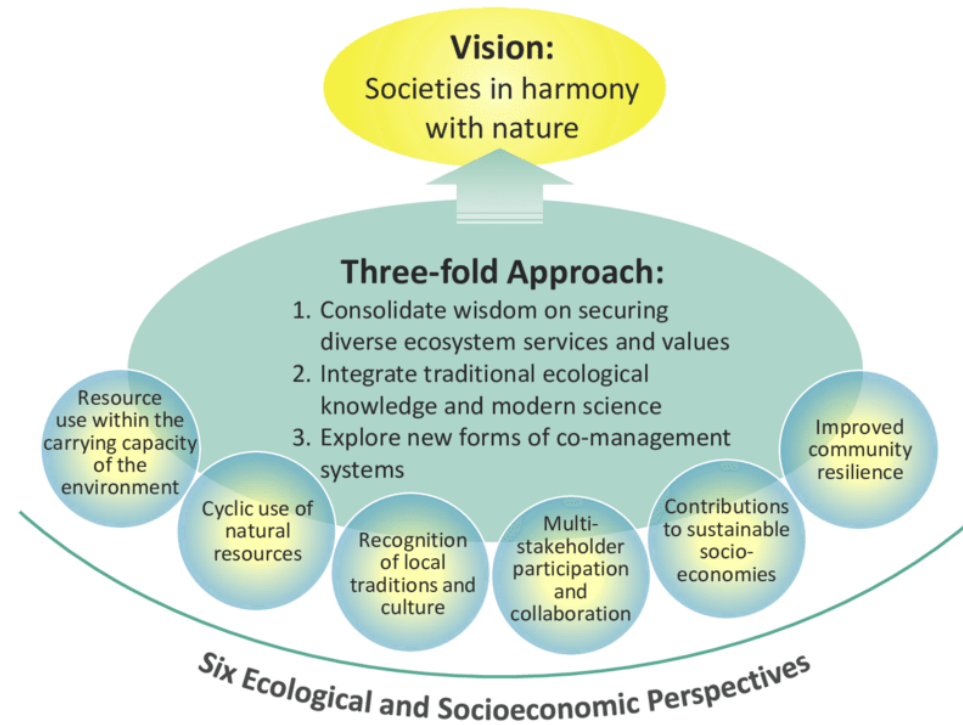 Vision:
Societies in harmony
with nature
Three-fold Approach:
1. Consolidate wisdom on securing
diverse ecosystem services and values
2. Integrate traditional ecological
knowledge and modern science
3. Explore new forms of co-management
systems
Resource
use within the
carrying capacity
of the
environment
Cyclic use of
natural
resources
Recognition
of local
traditions and
culture
Multi-
stakeholder
participation
and
collaboration
Contributions
to sustainable
socio-
economies
Improved
community
resilience
Six Ecological and Socioeconomic Perspectives